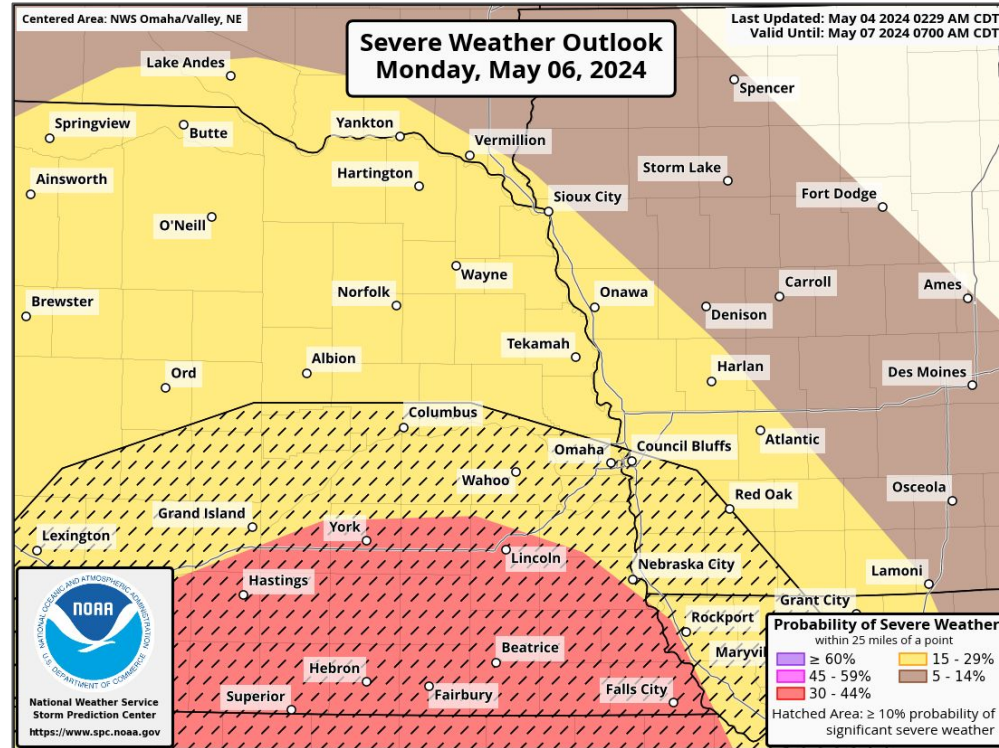 Centered Area: NWS Omaha/Valley, NE
Severe Weather Outlook
Monday, May 06, 2024
Last Updated: May 04 2024 0229 AM CDT
Valid Until: May 07 2024 0700 AM CDT
Lake Andes
Spencer
Springview
Butte
Yankton
Vermillion
Ainsworth
Hartington
Storm Lake
Sioux City
Fort Dodge
O'Neill
Wayne
Brewster
Norfolk
Onawa
Carroll
Denison
Ames
Tekamah
Albion
Ord
Harlan
Des Moines
Columbus
Omaha
Council Bluffs
Atlantic
Wahoo
Red Oak
Osceola
Grand Island
York
Lexington
Lincoln
Nebraska City
Lamoni
Hastings
Grant City
Rockport
Beatrice
Maryvil
Hebron
Fairbury
Falls City
Superior
NATIONAL OCEANIC AND ATMOSPHERIC ADMINISTRATION
NOAA
U.S. DEPARTMENT OF COMMERCE
National Weather Service
Storm Prediction Center
https://www.spc.noaa.gov
Probability of Severe Weather
within 25 miles of a point
≥ 60%
15 - 29%
45 - 59%
5 - 14%
30 - 44%
Hatched Area: ≥ 10% probability of
significant severe weather